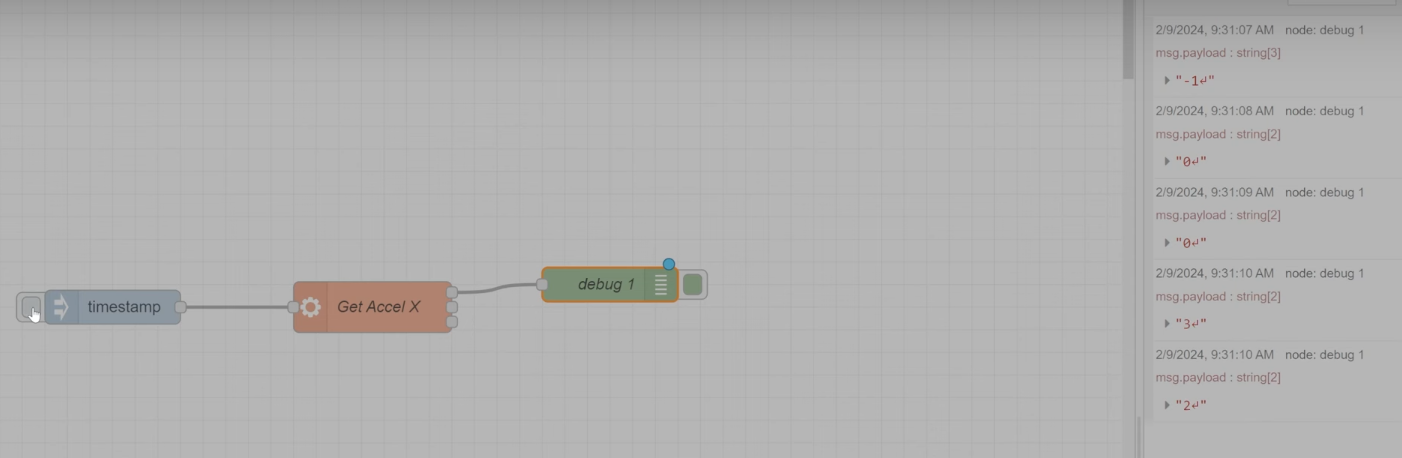 timestamp
Get Accel X
debug 1
2/9/2024, 9:31:07 AM node: debug 1
msg.payload : string[3]
"-1↵"
2/9/2024, 9:31:08 AM node: debug 1
msg.payload : string[2]
"0↵"
2/9/2024, 9:31:09 AM node: debug 1
msg.payload : string[2]
"0↵"
2/9/2024, 9:31:10 AM node: debug 1
msg.payload : string[2]
"3↵"
2/9/2024, 9:31:10 AM node: debug 1
msg.payload : string[2]
"2↵"